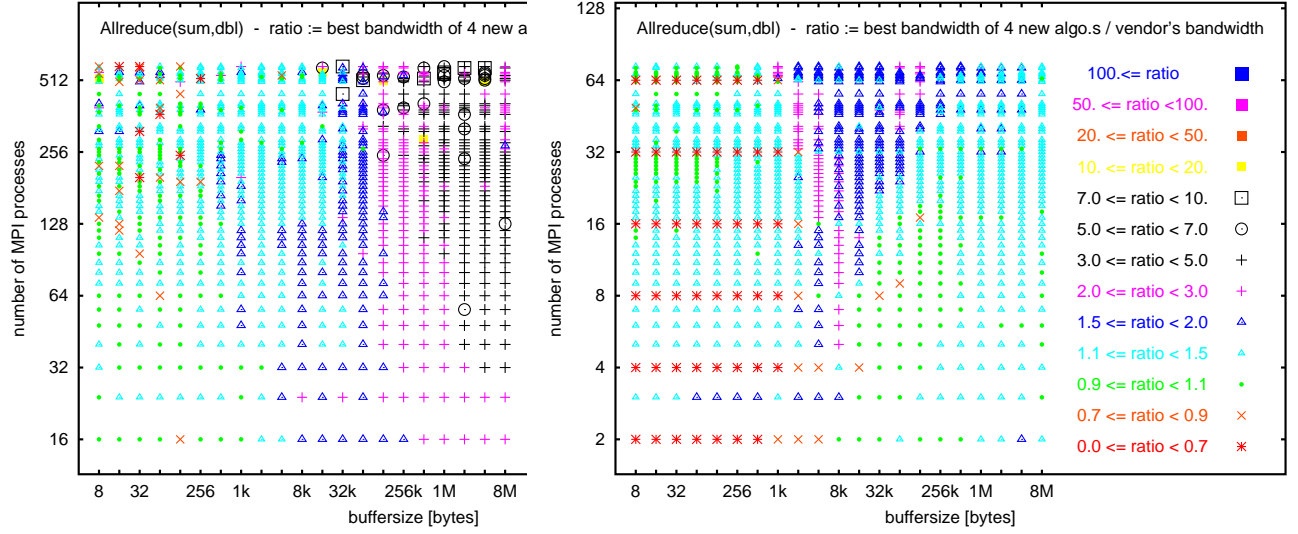 Allreduce(sum,dbl) - ratio := best bandwidth of 4 new a
number of MPI processes
512
256
128
64
32
16
8 32 256 1k 8k 32k 256k 1M 8M
buffersize [bytes]
Allreduce(sum,dbl) - ratio := best bandwidth of 4 new algo.s / vendor's bandwidth
number of MPI processes
128
64
32
16
8
4
2
8 32 256 1k 8k 32k 256k 1M 8M
buffersize [bytes]
100.<= ratio
50. <= ratio <100.
20. <= ratio < 50.
10. <= ratio < 20.
7.0 <= ratio < 10.
5.0 <= ratio < 7.0
3.0 <= ratio < 5.0
2.0 <= ratio < 3.0
1.5 <= ratio < 2.0
1.1 <= ratio < 1.5
0.9 <= ratio < 1.1
0.7 <= ratio < 0.9
0.0 <= ratio < 0.7